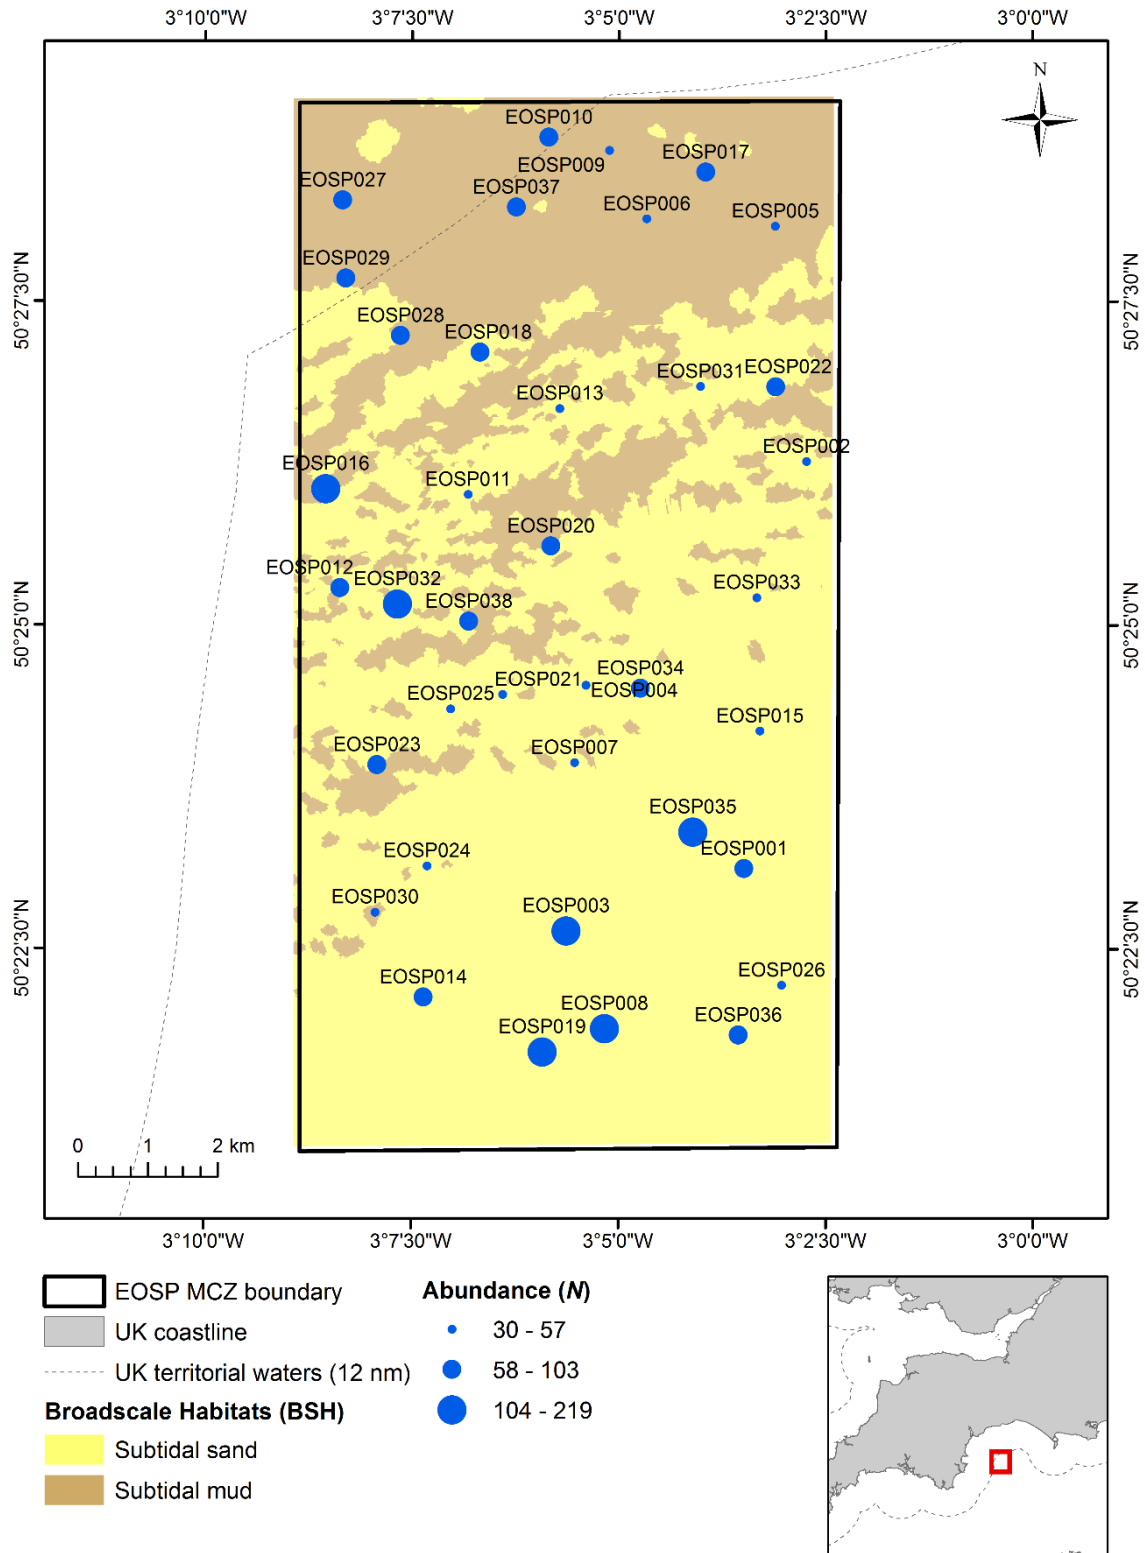 3°10'0"W 3°7'30"W 3°5'0"W 3°2'30"W 3°0'0"W
N
EOSP010
EOSP009
EOSP017
EOSP027
EOSP037
EOSP006
EOSP005
EOSP029
50°27'30"N 50°27'30"N
EOSP028
EOSP018
EOSP031
EOSP022
EOSP013
EOSP002
EOSP016
EOSP011
EOSP020
EOSP012
EOSP032
EOSP033
EOSP038
50°25'0"N 50°25'0"N
EOSP034
EOSP021
EOSP004
EOSP025
EOSP015
EOSP023
EOSP007
EOSP035
EOSP001
EOSP024
EOSP030
EOSP003
50°22'30"N 50°22'30"N
EOSP026
EOSP014
EOSP008
EOSP019
EOSP036
0 1 2 km
3°10'0"W 3°7'30"W 3°5'0"W 3°2'30"W 3°0'0"W
EOSP MCZ boundary
UK coastline
UK territorial waters (12 nm)
Broadscale Habitats (BSH)
Subtidal sand
Subtidal mud
Abundance (N)
30 - 57
58 - 103
104 - 219